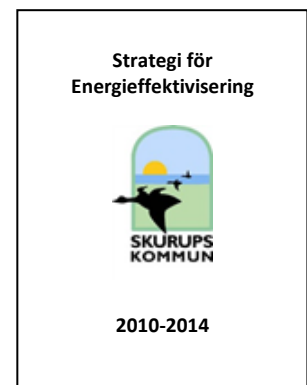 Strategi för
Energieffektivisering
SKURUPS
KOMMUN
2010-2014